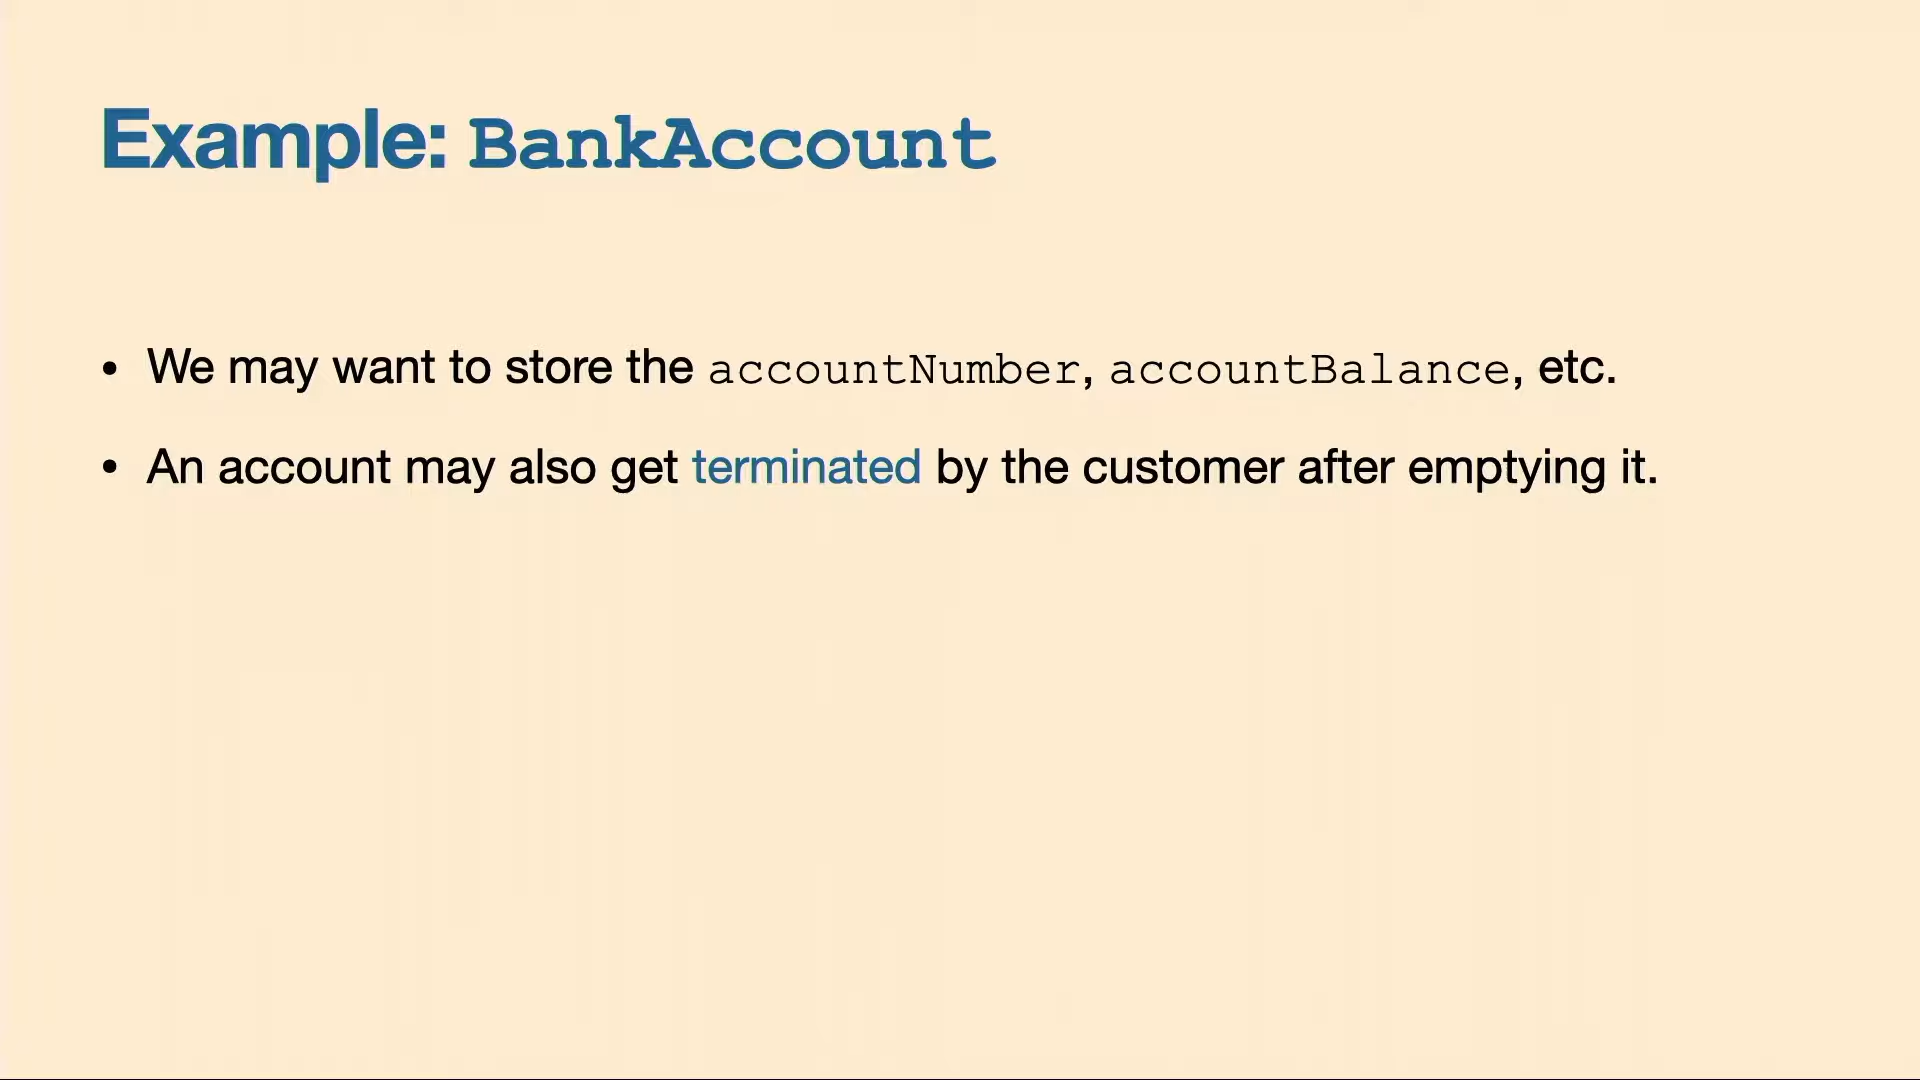 Example: BankAccount
• We may want to store the accountNumber, accountBalance, etc.
• An account may also get terminated by the customer after emptying it.